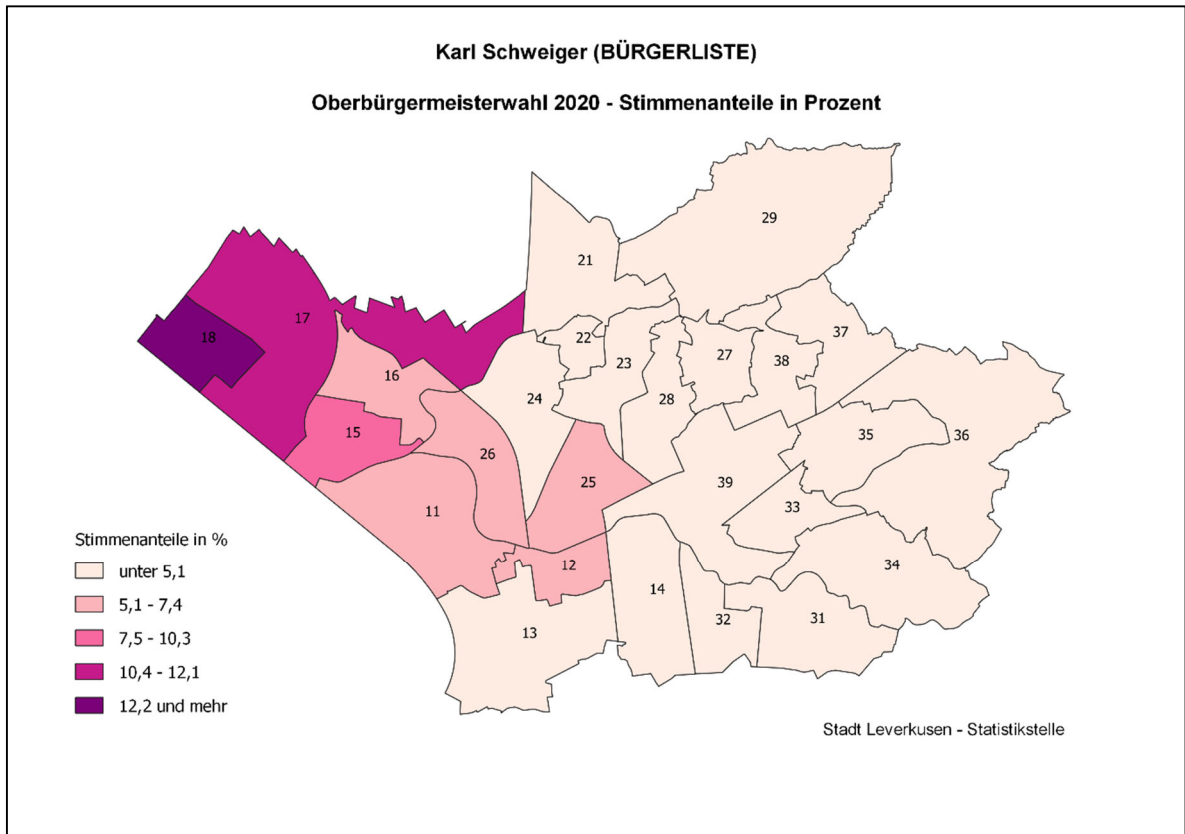 Karl Schweiger (BÜRGERLISTE)
Oberbürgermeisterwahl 2020 - Stimmenanteile in Prozent
29
21
17
37
18
22
27
23
38
16
24
28
15
35
36
26
25
39
11
33
12
34
14
31
32
13
Stimmenanteile in %
unter 5,1
5,1 - 7,4
7,5 - 10,3
10,4 - 12,1
12,2 und mehr
Stadt Leverkusen - Statistikstelle